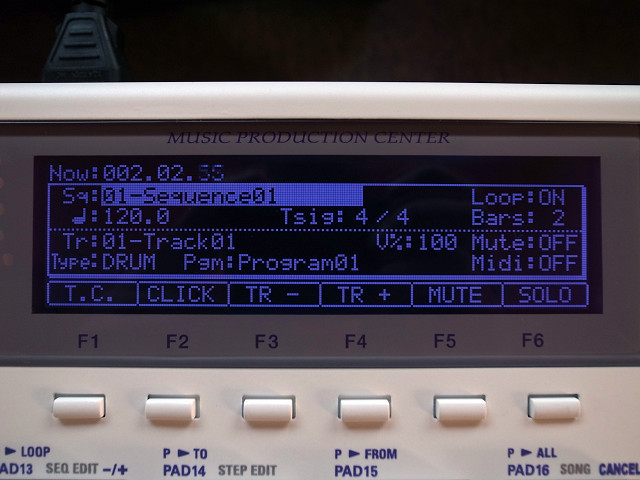 MUSIC PRODUCTION CENTER
Now:002.02.
Sq:01-Sequence01 Loop:ON
♩:120.0 Tsig: 4/4 Bars: 2
Tr:01-Track01 V%:100 Mute:OFF
Type:DRUM Pgm:Program01 Midi:OFF
T.C. CLICK TR - TR + MUTE SOLO
F1 F2 F3 F4 F5 F6
► LOOP P ► TO P ► FROM P ► ALL
PAD13 SEQ EDIT -/+ PAD14 STEP EDIT PAD15 PAD16 SONG CANCEL